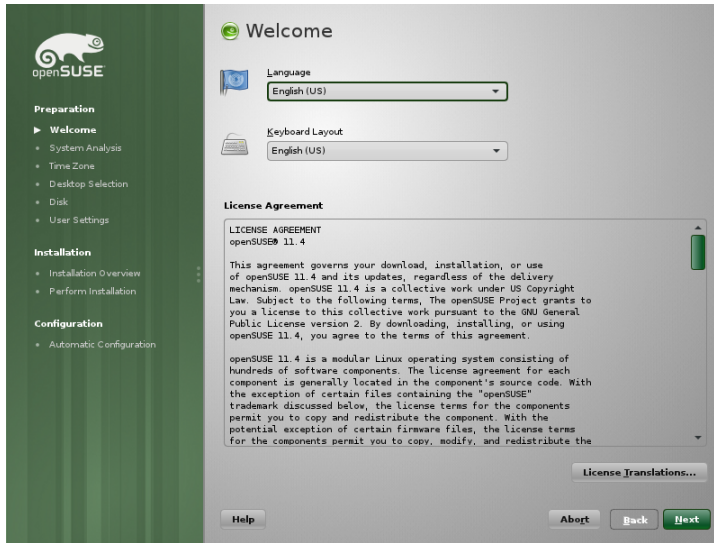 openSUSE
Preparation
Welcome
System Analysis
Time Zone
Desktop Selection
Disk
User Settings
Installation
Installation Overview
Perform Installation
Configuration
Automatic Configuration
Welcome
Language
English (US)
Keyboard Layout
English (US)
License Agreement
LICENSE AGREEMENT
openSUSE® 11.4
This agreement governs your download, installation, or use
of openSUSE 11.4 and its updates, regardless of the delivery
mechanism. openSUSE 11.4 is a collective work under US Copyright
Law. Subject to the following terms, The openSUSE Project grants to
you a license to this collective work pursuant to the GNU General
Public License version 2. By downloading, installing, or using
openSUSE 11.4, you agree to the terms of this agreement.
openSUSE 11.4 is a modular Linux operating system consisting of
hundreds of software components. The license agreement for each
component is generally located in the component's source code. With
the exception of certain files containing the "openSUSE"
trademark discussed below, the license terms for the components
permit you to copy and redistribute the component. With the
potential exception of certain firmware files, the license terms
for the components permit you to copy, modify, and redistribute the
License Translations...
Help
Abort
Back
Next